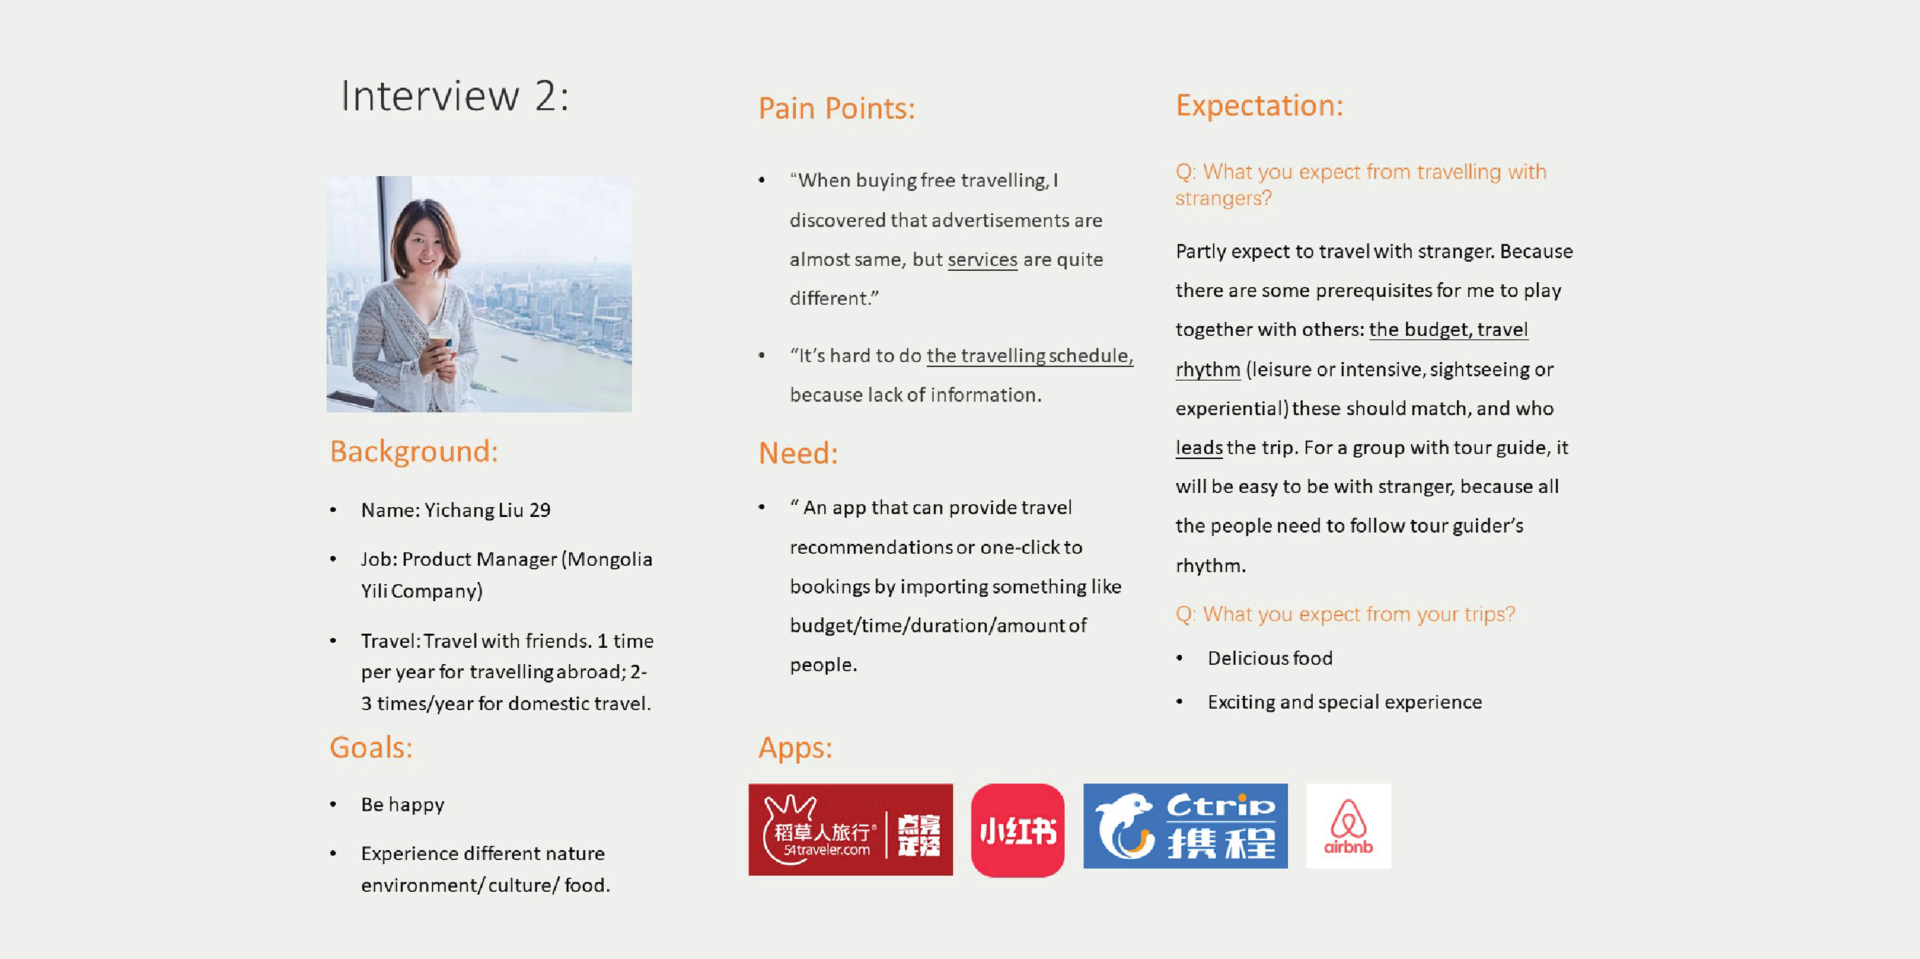 Interview 2:
Background:
• Name: Yichang Liu 29
• Job: Product Manager (Mongolia
Yili Company)
• Travel: Travel with friends. 1 time
per year for travelling abroad; 2-
3 times/year for domestic travel.
Goals:
• Be happy
• Experience different nature
environment/ culture/ food.
Pain Points:
• “When buying free travelling, I
discovered that advertisements are
almost same, but services are quite
different.”
• “It’s hard to do the travelling schedule,
because lack of information.
Need:
• “ An app that can provide travel
recommendations or one-click to
bookings by importing something like
budget/time/duration/amount of
people.
Apps:
稻草人旅行®
54traveler.com
点亮
足迹
小红书
Ctrip
携程
airbnb
Expectation:
Q: What you expect from travelling with
strangers?
Partly expect to travel with stranger. Because
there are some prerequisites for me to play
together with others: the budget, travel
rhythm (leisure or intensive, sightseeing or
experiential) these should match, and who
leads the trip. For a group with tour guide, it
will be easy to be with stranger, because all
the people need to follow tour guider’s
rhythm.
Q: What you expect from your trips?
• Delicious food
• Exciting and special experience